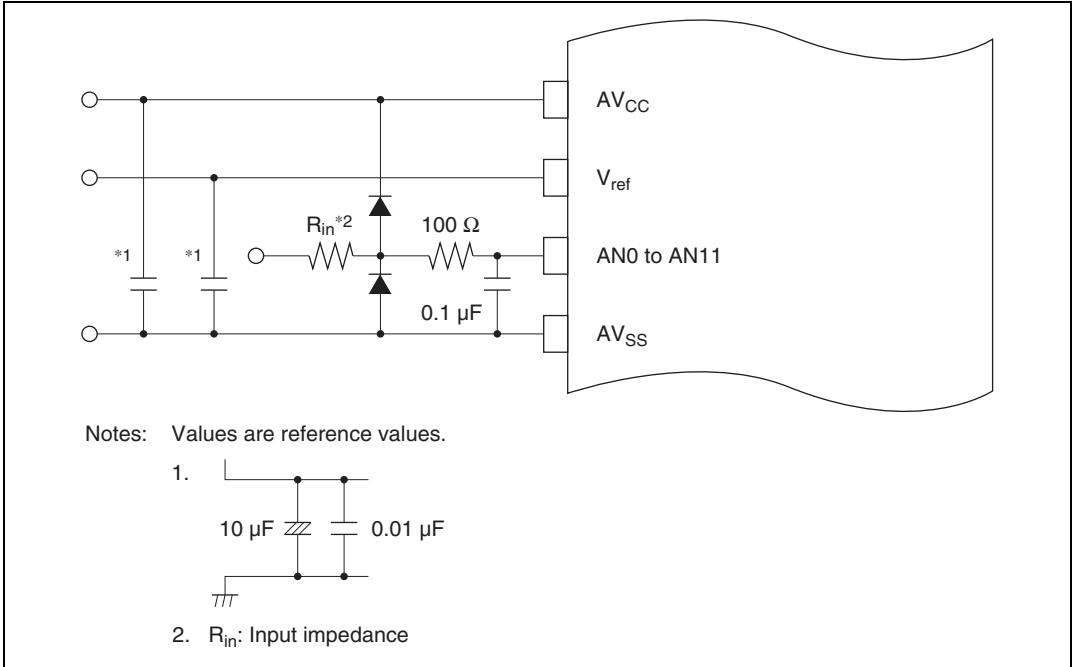 AVCC
Vref
Rin*2
100 Ω
*1
*1
AN0 to AN11
0.1 µF
AVSS
Notes: Values are reference values.
1.
10 µF
0.01 µF
2. Rin: Input impedance